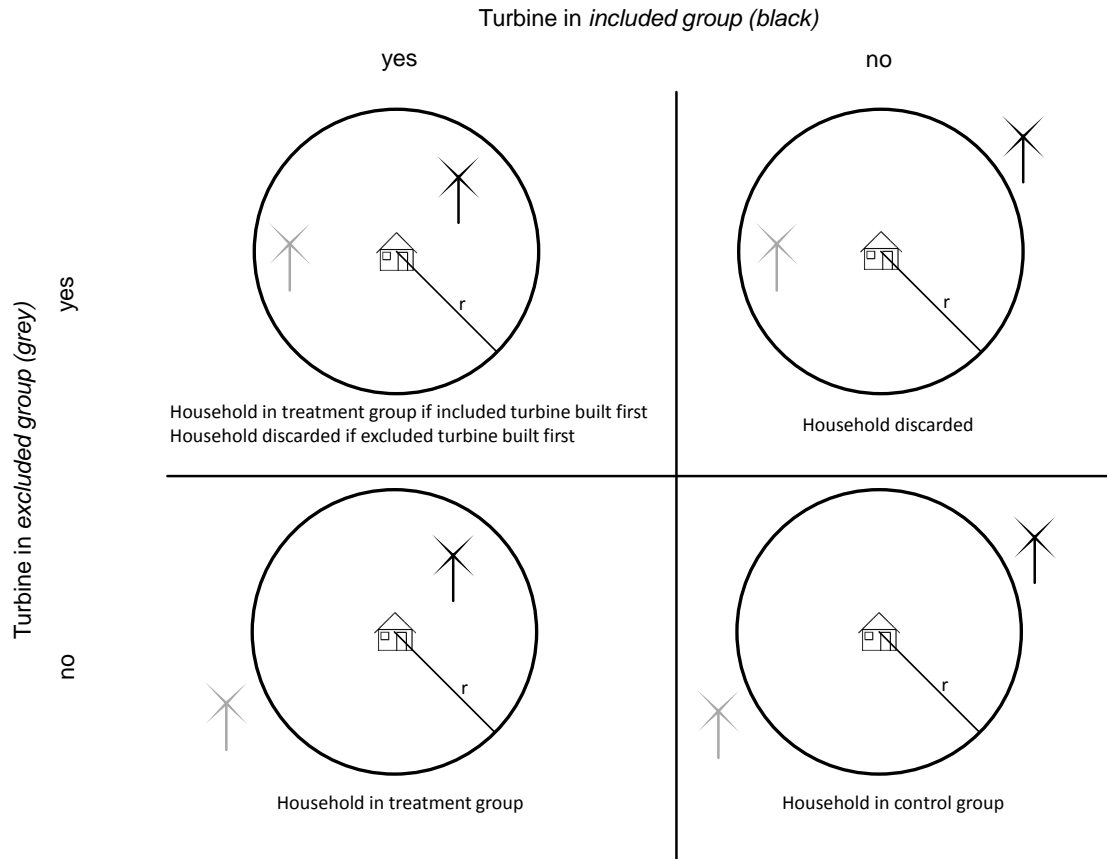 Turbine in included group (black)
yes
no
Turbine in excluded group (grey)
yes
r
Household in treatment group if included turbine built first
Household discarded if excluded turbine built first
r
Household discarded
no
r
Household in treatment group
r
Household in control group